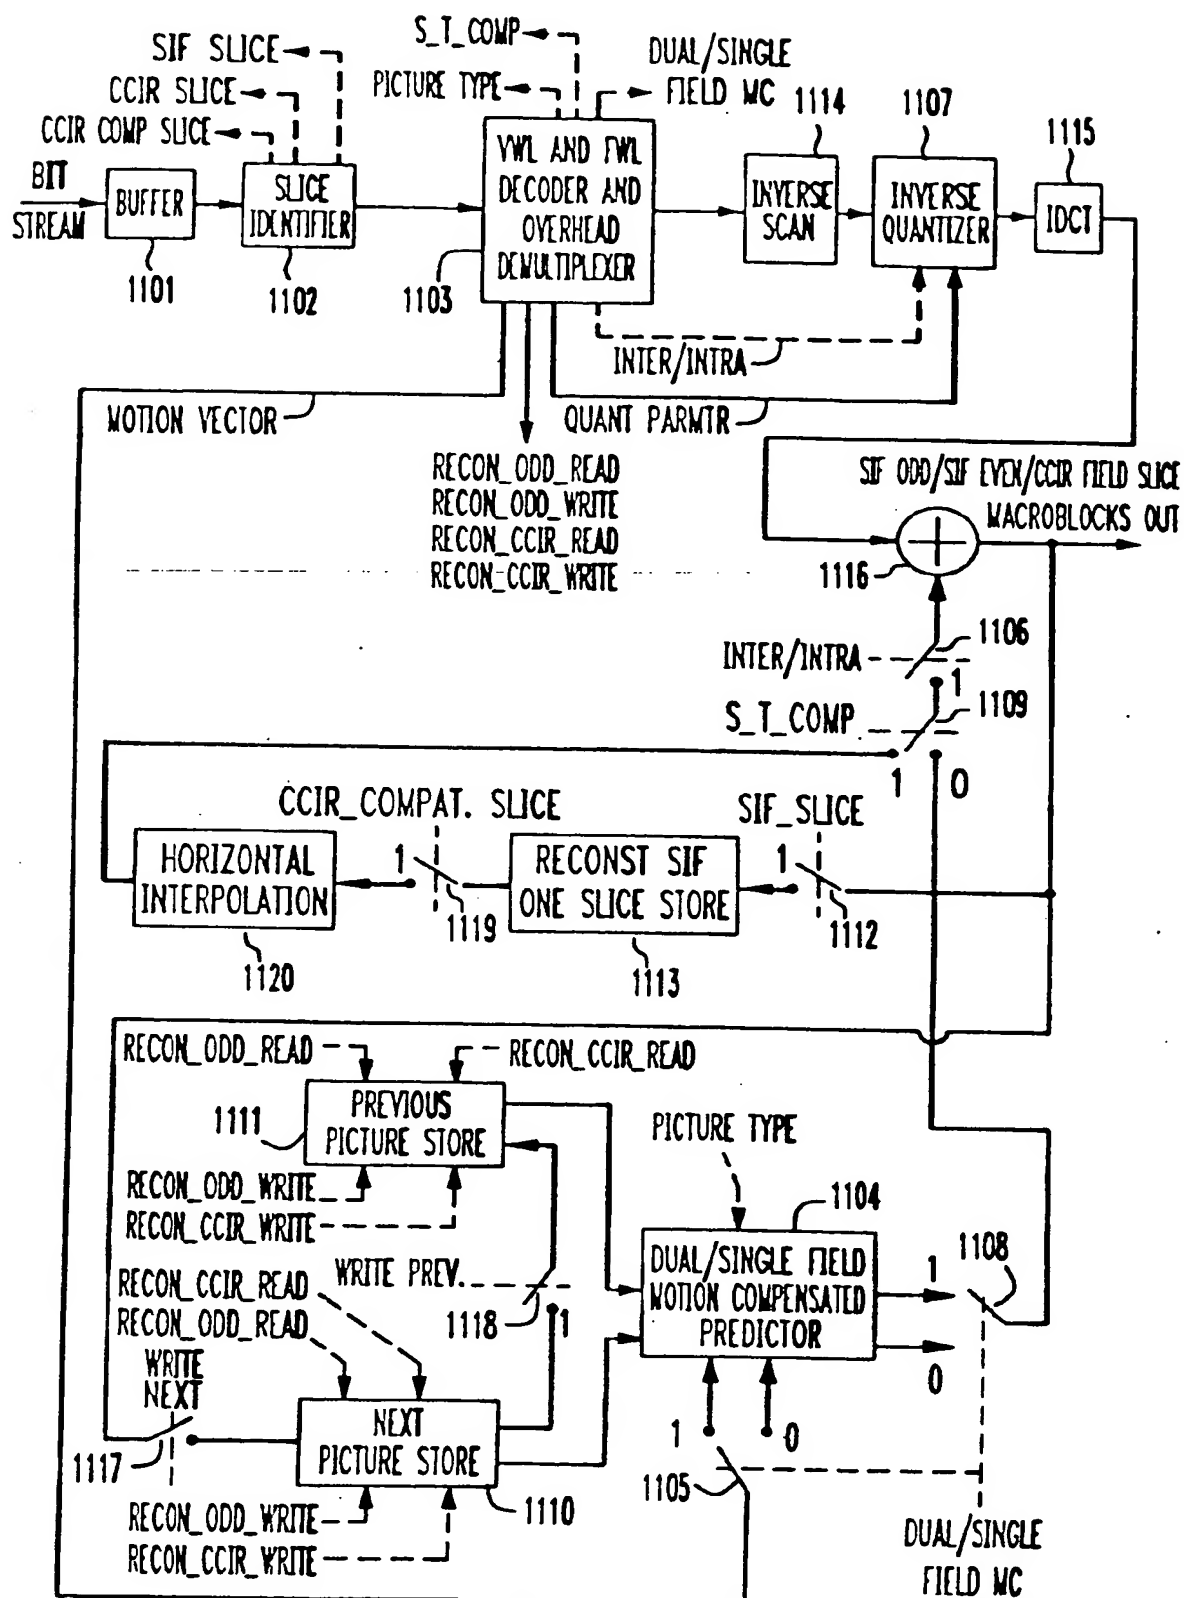 S_T_COMP
SIF SLICE
DUAL/SINGLE
FIELD MC
CCIR SLICE
PICTURE TYPE
1114
1107
1115
CCIR COMP SLICE
BIT
STREAM
BUFFER
SLICE
IDENTIFIER
VWL AND FWL
DECODER AND
OVERHEAD
DEMULTIPLEXER
INVERSE
SCAN
INVERSE
QUANTIZER
IDCT
1101
1102
1103
INTER/INTRA
MOTION VECTOR
QUANT PARMTR
RECON_ODD_READ
RECON_ODD_WRITE
RECON_CCIR_READ
RECON_CCIR_WRITE
SIF ODD/SIF EVEN/CCIR FIELD SLICE
MACROBLOCKS OUT
1116
INTER/INTRA
1106
1
S_T_COMP
1109
1
0
CCIR_COMPAT. SLICE
SIF_SLICE
HORIZONTAL
INTERPOLATION
1
RECONST SIF
ONE SLICE STORE
1
1119
1112
1120
1113
RECON_ODD_READ
RECON_CCIR_READ
1111
PREVIOUS
PICTURE STORE
PICTURE TYPE
RECON_ODD_WRITE
RECON_CCIR_WRITE
1104
DUAL/SINGLE FIELD
MOTION COMPENSATED
PREDICTOR
1
1108
0
WRITE PREV.
RECON_CCIR_READ
1118
1
RECON_ODD_READ
WRITE
NEXT
NEXT
PICTURE STORE
1
0
1117
1105
1110
RECON_ODD_WRITE
RECON_CCIR_WRITE
DUAL/SINGLE
FIELD MC